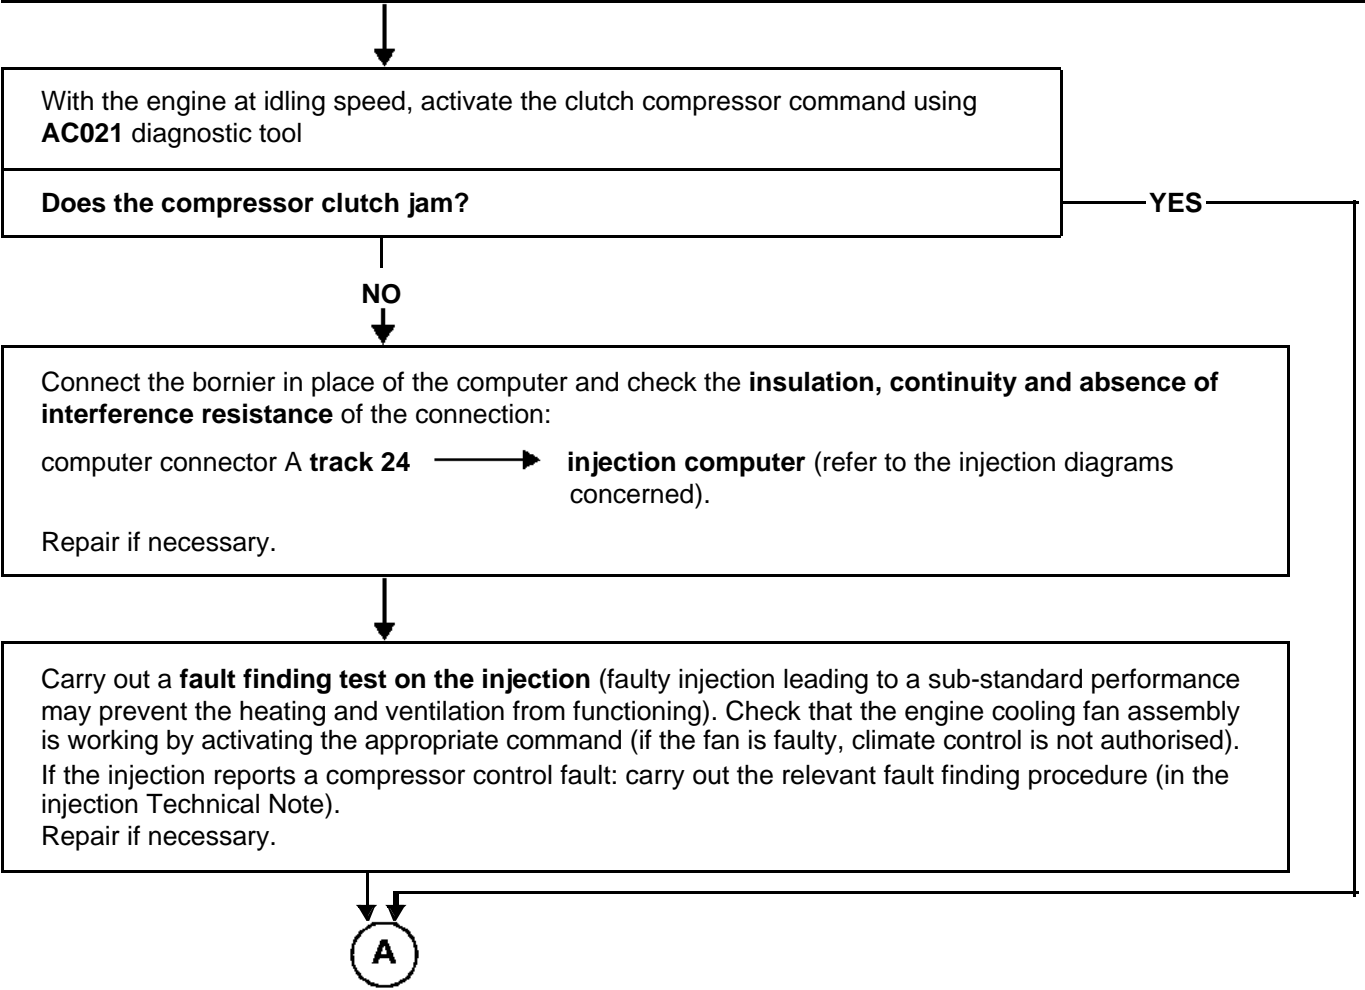 With the engine at idling speed, activate the clutch compressor command using
AC021 diagnostic tool
Does the compressor clutch jam?
YES
NO
Connect the bornier in place of the computer and check the insulation, continuity and absence of
interference resistance of the connection:
computer connector A track 24 injection computer (refer to the injection diagrams
concerned).
Repair if necessary.
Carry out a fault finding test on the injection (faulty injection leading to a sub-standard performance
may prevent the heating and ventilation from functioning). Check that the engine cooling fan assembly
is working by activating the appropriate command (if the fan is faulty, climate control is not authorised).
If the injection reports a compressor control fault: carry out the relevant fault finding procedure (in the
injection Technical Note).
Repair if necessary.
A